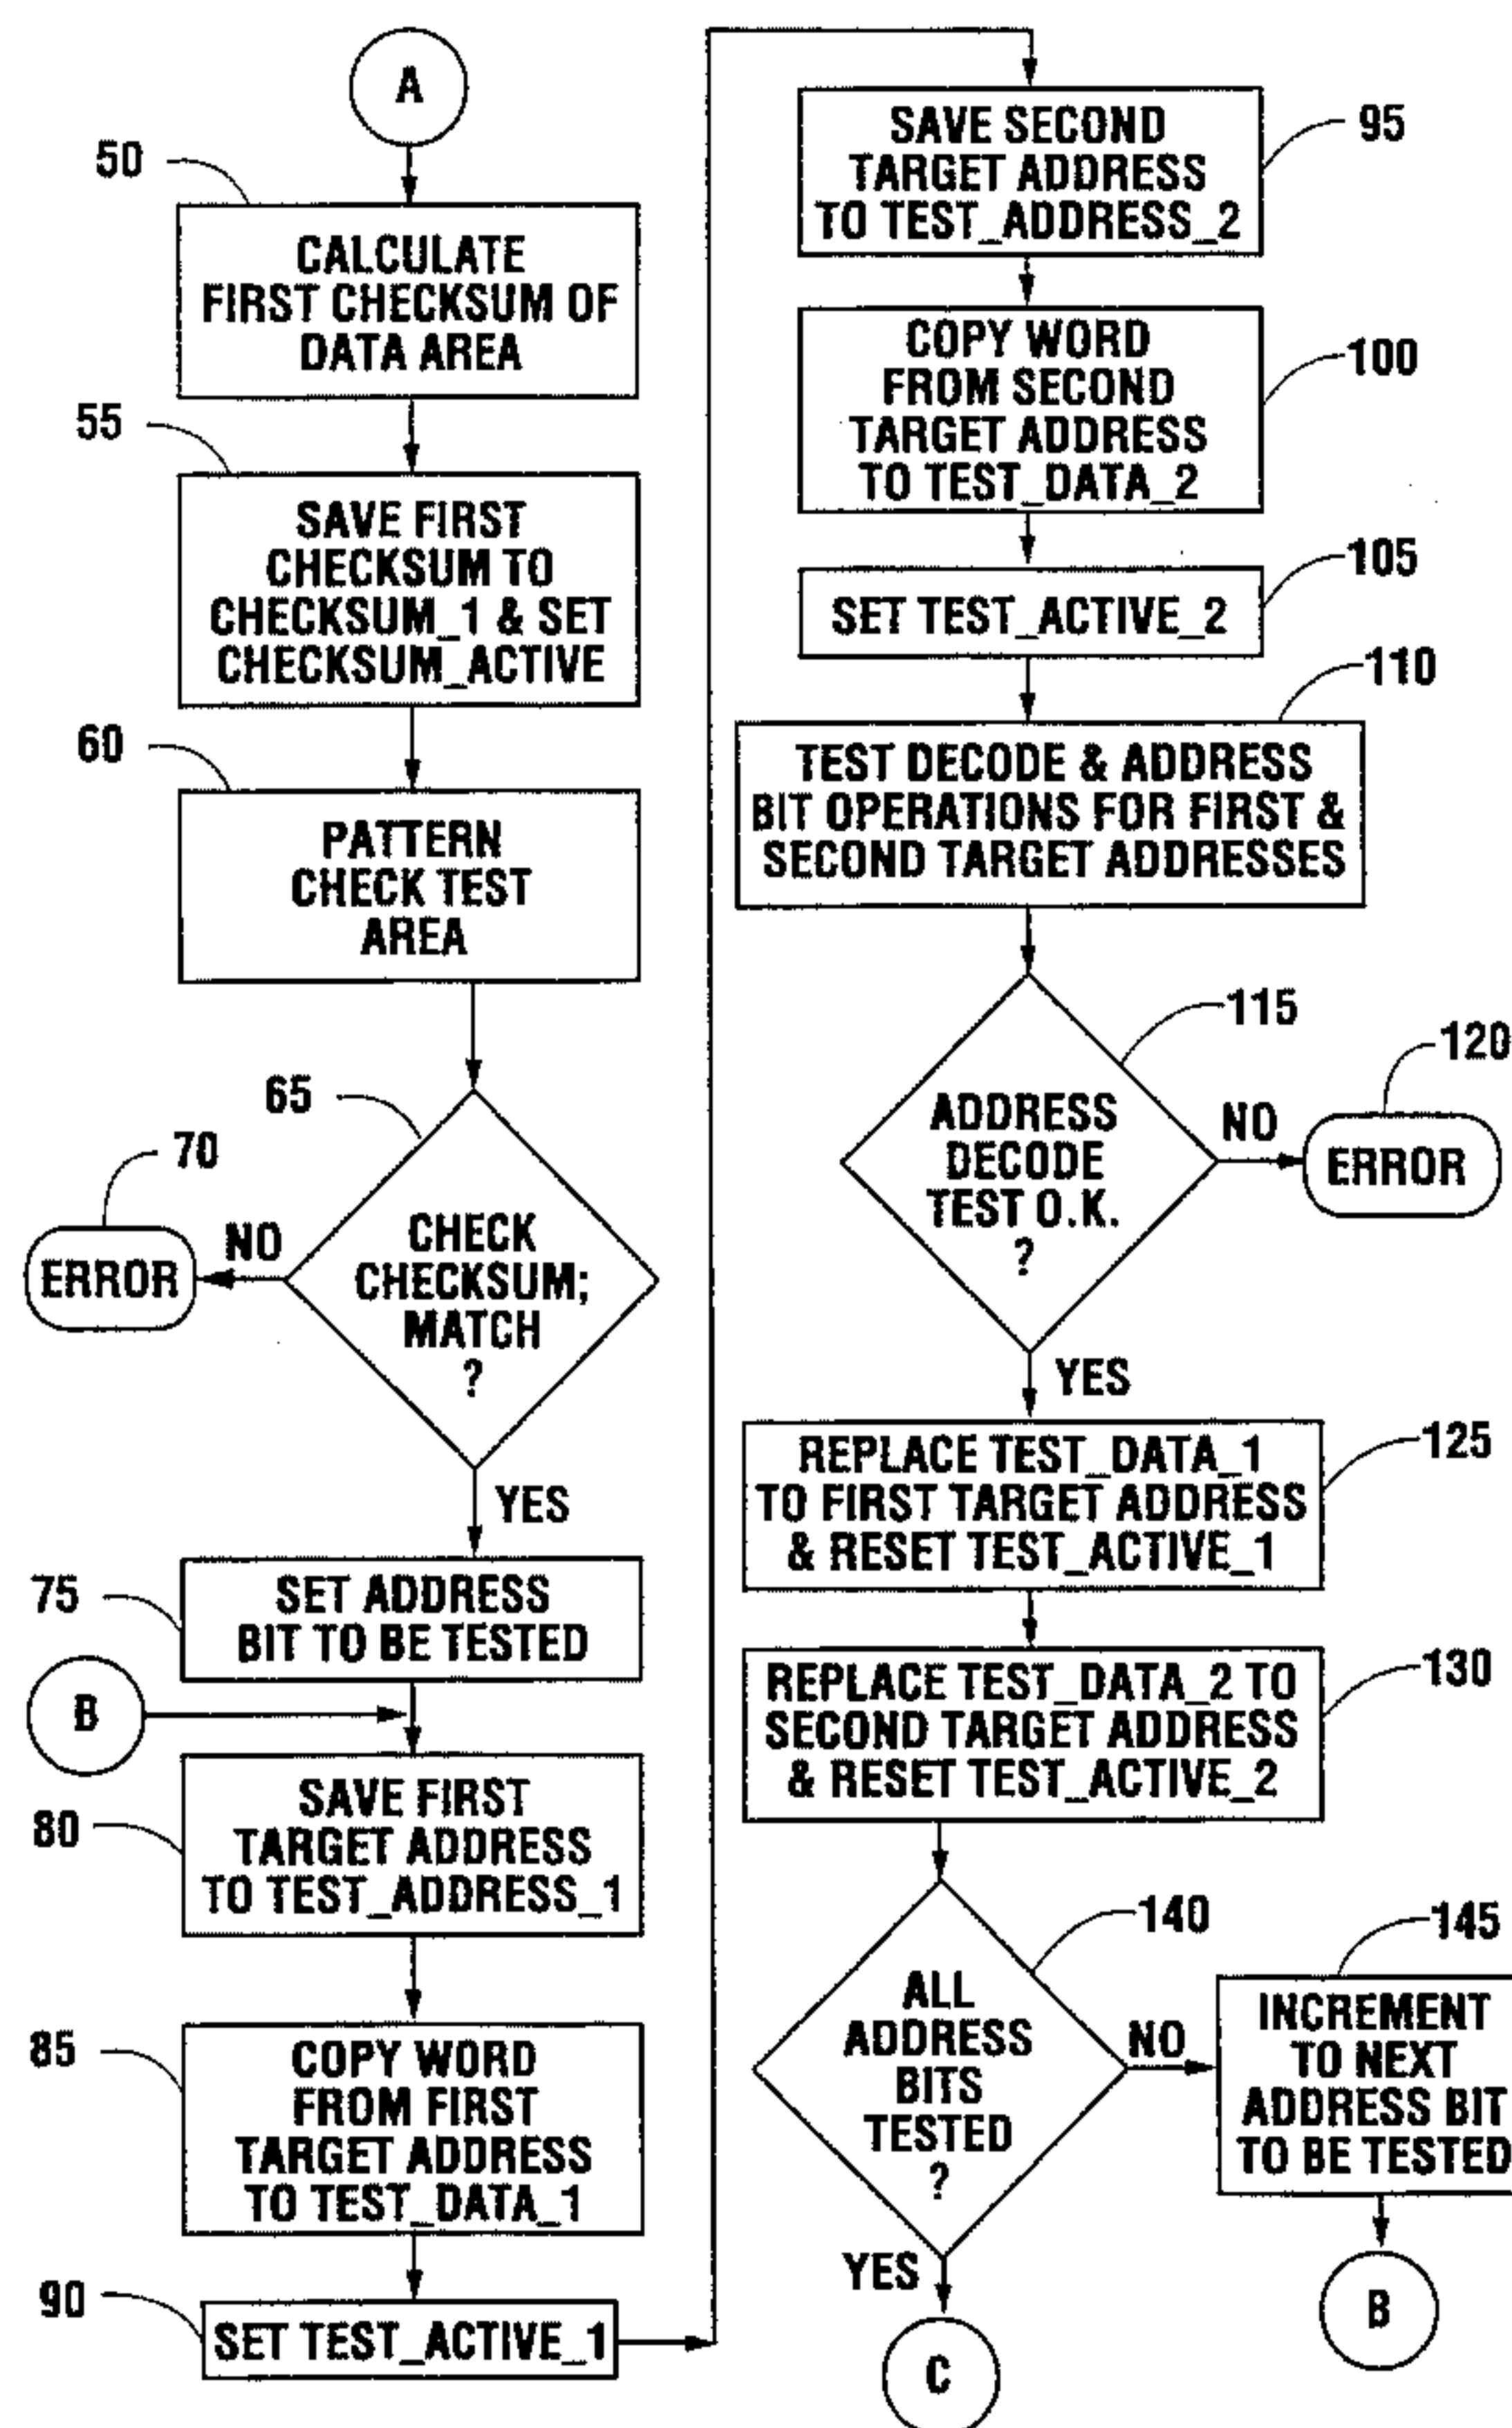 A
50
CALCULATE
FIRST CHECKSUM OF
DATA AREA
55
SAVE FIRST
CHECKSUM TO
CHECKSUM_1 & SET
CHECKSUM_ACTIVE
60
PATTERN
CHECK TEST
AREA
65
CHECK
CHECKSUM;
MATCH
?
NO
70
ERROR
YES
75
SET ADDRESS
BIT TO BE TESTED
B
80
SAVE FIRST
TARGET ADDRESS
TO TEST_ADDRESS_1
85
COPY WORD
FROM FIRST
TARGET ADDRESS
TO TEST_DATA_1
90
SET TEST_ACTIVE_1
SAVE SECOND
TARGET ADDRESS
TO TEST_ADDRESS_2
95
COPY WORD
FROM SECOND
TARGET ADDRESS
TO TEST_DATA_2
100
SET TEST_ACTIVE_2
105
110
TEST DECODE & ADDRESS
BIT OPERATIONS FOR FIRST &
SECOND TARGET ADDRESSES
115
ADDRESS
DECODE
TEST O.K.
?
NO
120
ERROR
YES
REPLACE TEST_DATA_1
TO FIRST TARGET ADDRESS
& RESET TEST_ACTIVE_1
125
REPLACE TEST_DATA_2 TO
SECOND TARGET ADDRESS
& RESET TEST_ACTIVE_2
130
140
ALL
ADDRESS
BITS
TESTED
?
NO
145
INCREMENT
TO NEXT
ADDRESS BIT
TO BE TESTED
B
YES
C